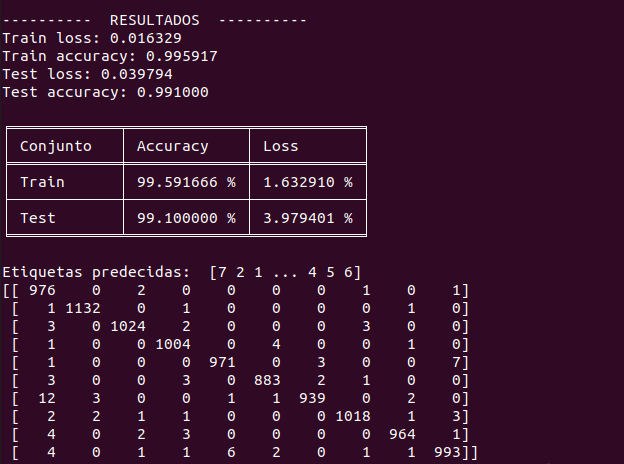 ----------  RESULTADOS  ----------
Train loss: 0.016329
Train accuracy: 0.995917
Test loss: 0.039794
Test accuracy: 0.991000
Conjunto Accuracy Loss
Train 99.591666 % 1.632910 %
Test 99.100000 % 3.979401 %
Etiquetas predecidas:  [7 2 1 ... 4 5 6]
[[ 976    0    2    0    0    0    0    1    0    1]
 [   1 1132    0    1    0    0    0    0    1    0]
 [   3    0 1024    2    0    0    0    3    0    0]
 [   1    0    0 1004    0    4    0    0    1    0]
 [   1    0    0    0  971    0    3    0    0    7]
 [   3    0    0    3    0  883    2    1    0    0]
 [  12    3    0    0    1    1  939    0    2    0]
 [   2    2    1    1    0    0    0 1018    1    3]
 [   4    0    2    3    0    0    0    0  964    1]
 [   4    0    1    1    6    2    0    1    1  993]]